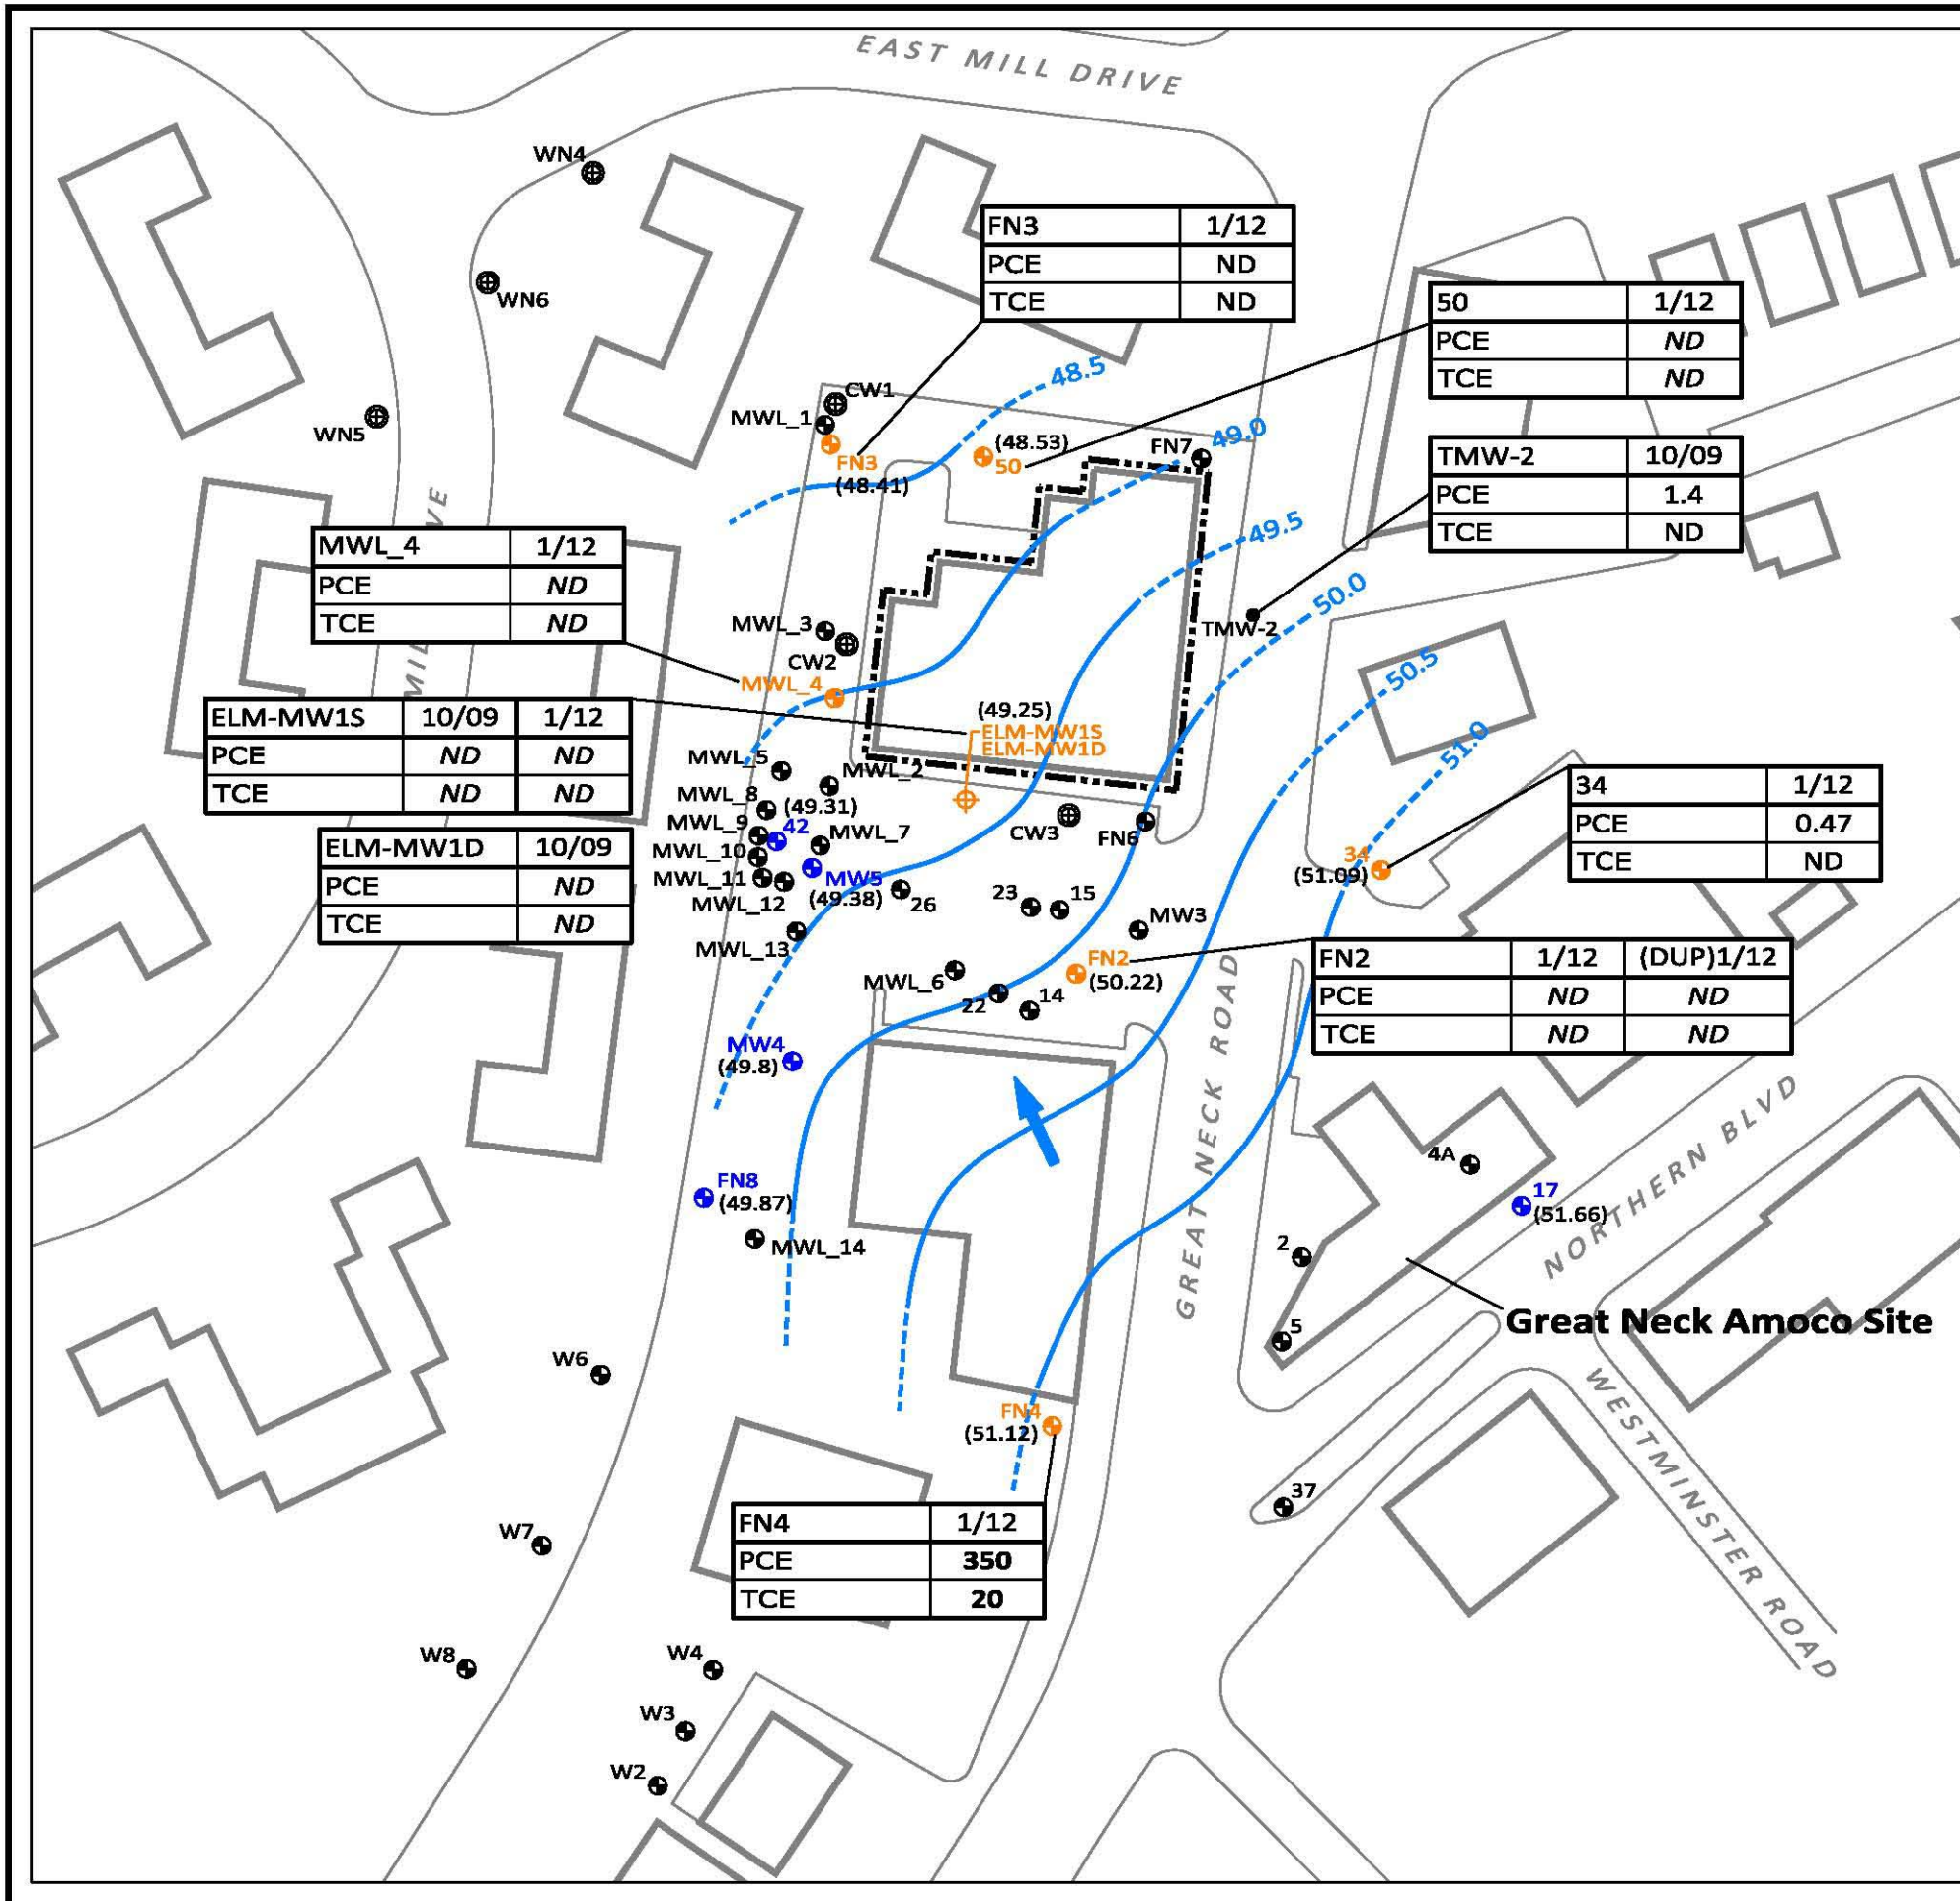 EAST MILL DRIVE
WN4
WN6
WN5
FN3 1/12
PCE ND
TCE ND
50 1/12
PCE ND
TCE ND
TMW-2 10/09
PCE 1.4
TCE ND
48.5
CW1
MWL_1
FN3
(48.41)
(48.53)
50
FN7
49.0
49.5
50.0
50.5
51.0
MWL_4 1/12
PCE ND
TCE ND
MWL_3
CW2
MWL_4
TMW-2
ELM-MW1S 10/09 1/12
PCE ND ND
TCE ND ND
(49.25)
ELM-MW1S
ELM-MW1D
ELM-MW1D 10/09
PCE ND
TCE ND
MWL_5
MWL_2
MWL_8
(49.31)
MWL_9
42
MWL_7
MWL_10
MWL_11
MW5
(49.38)
MWL_12
MWL_13
26
CW3
FN6
23
15
MW3
34
(51.09)
34 1/12
PCE 0.47
TCE ND
FN2
(50.22)
FN2 1/12 (DUP)1/12
PCE ND ND
TCE ND ND
MWL_6
22
14
MW4
(49.8)
FN8
(49.87)
MWL_14
GREAT NECK ROAD
NORTHERN BLVD
4A
17
(51.66)
2
5
Great Neck Amoco Site
WESTMINSTER ROAD
W6
FN4
(51.12)
37
FN4 1/12
PCE 350
TCE 20
W7
W8
W4
W3
W2